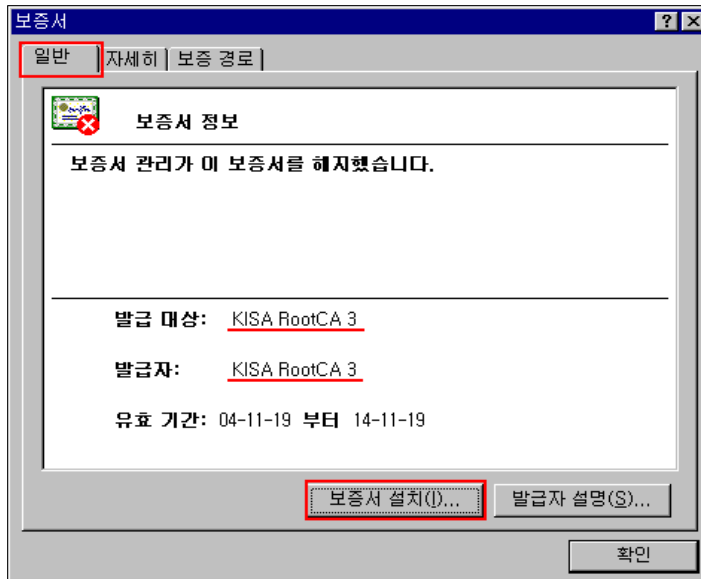 보증서
일반 자세히 보증 경로
보증서 정보
보증서 관리가 이 보증서를 해지했습니다.
발급 대상: KISA RootCA 3
발급자: KISA RootCA 3
유효 기간: 04-11-19 부터 14-11-19
보증서 설치(I)... 발급자 설명(S)...
확인